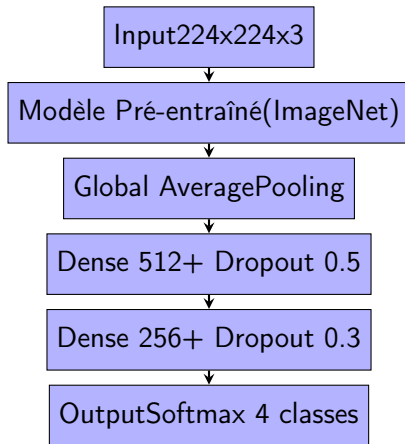 Input224x224x3
Modèle Pré-entraîné(ImageNet)
Global AveragePooling
Dense 512+ Dropout 0.5
Dense 256+ Dropout 0.3
OutputSoftmax 4 classes